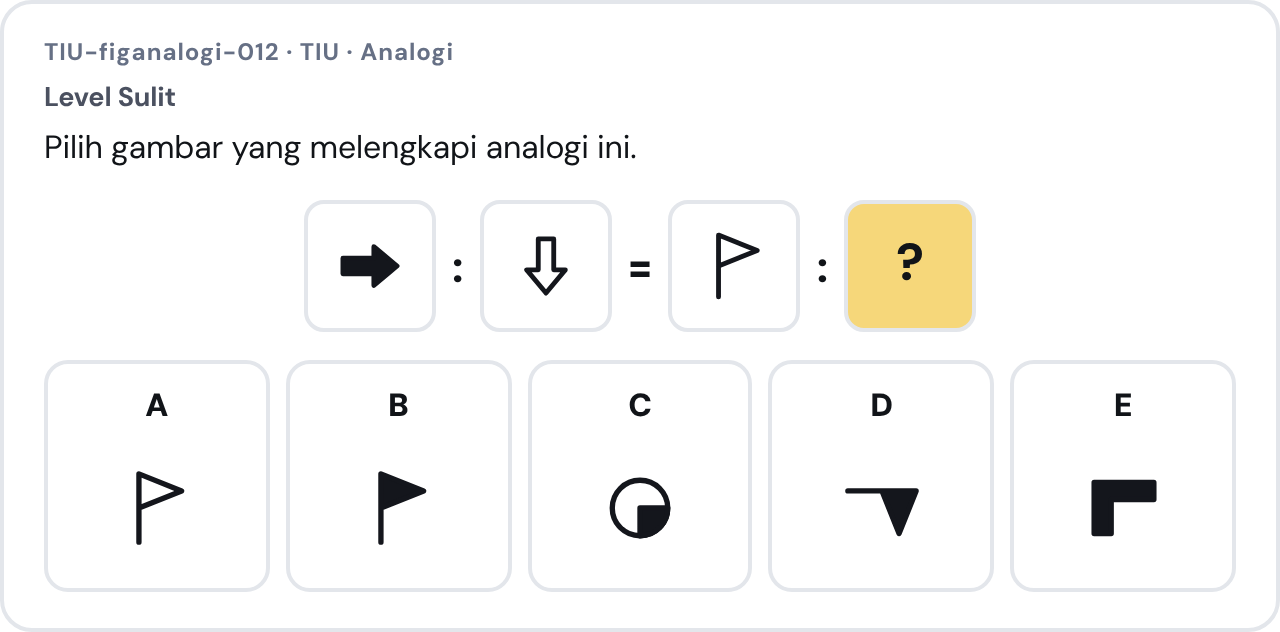 TIU-figanalogi-012 · TIU · Analogi
Level Sulit
Pilih gambar yang melengkapi analogi ini.
: = : ?
A B C D E